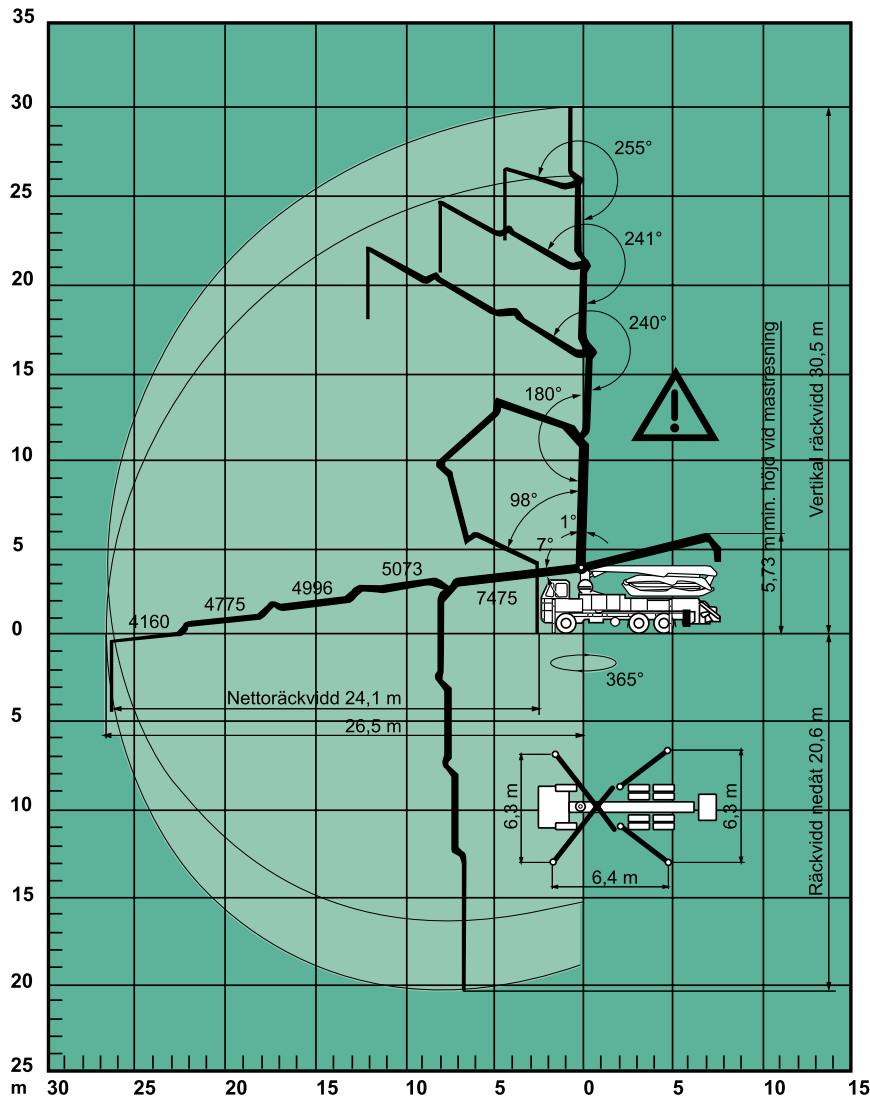 35
30
25
20
15
10
5
0
5
10
15
20
25
m 30 25 20 15 10 5 0 5 10 15
255°
241°
240°
180°
98°
1°
7°
5073
4996
4775
4160
7475
365°
Nettoräckvidd 24,1 m
26,5 m
5,73 m min. höjd vid mastresning
Vertikal räckvidd 30,5 m
Räckvidd nedåt 20,6 m
6,3 m
6,3 m
6,4 m